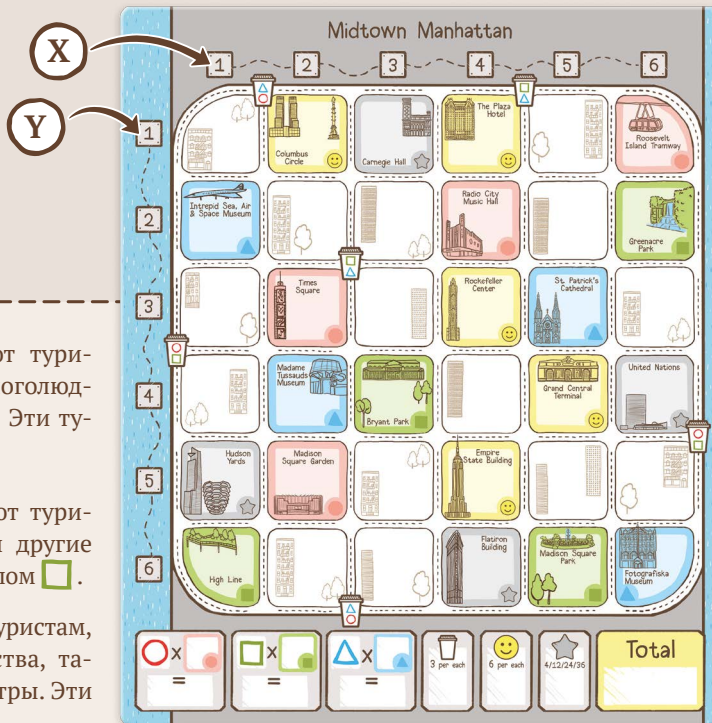 Midtown Manhattan
X
1 2 3 4 5 6
Y
1
Columbus
Circle
Carnegie Hall
The Plaza
Hotel
Roosevelt
Island Tramway
2
Intrepid Sea, Air
& Space Museum
Radio City
Music Hall
Greenacre
Park
3
Times
Square
Rockefeller
Center
St. Patrick's
Cathedral
от тури-
ноголюд-
Эти ту-
4
Madame
Tussauds
Museum
Bryant Park
Grand Central
Terminal
United Nations
5
Hudson
Yards
Madison
Square Garden
Empire
State Building
от тури-
и другие
лом
6
High Line
Flatiron
Building
Madison Square
Park
Fotografiska
Museum
уристам,
ства, та-
тры. Эти
x
=
x
=
x
=
3 per each
6 per each
4/12/24/36
Total